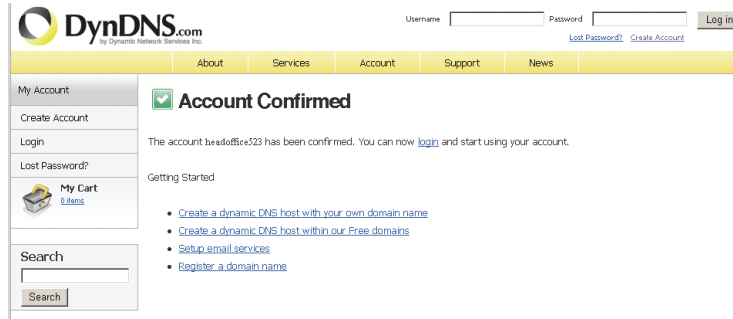 DynDNS.com
by Dynamic Network Services Inc.
Username Password Log in
Lost Password? Create Account
About Services Account Support News
My Account
Create Account
Login
Lost Password?
My Cart
0 items
Search
Search
Account Confirmed
The account headoffice523 has been confirmed. You can now login and start using your account.
Getting Started
Create a dynamic DNS host with your own domain name
Create a dynamic DNS host within our Free domains
Setup email services
Register a domain name